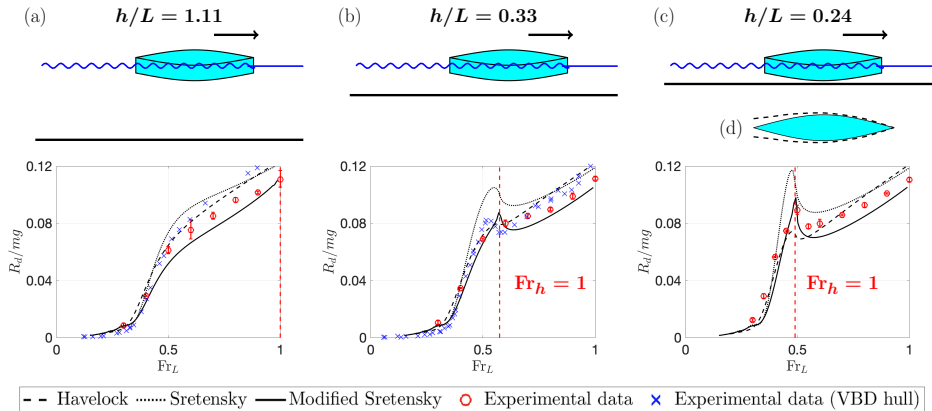 (a) h/L = 1.11
(b) h/L = 0.33
(c) h/L = 0.24
(d)
0.12
0.08
0.04
0
R_d/mg
0 0.5 1
Fr_L
0.12
0.08
0.04
0
R_d/mg
Fr_h = 1
0 0.5 1
Fr_L
0.12
0.08
0.04
0
R_d/mg
Fr_h = 1
0 0.5 1
Fr_L
Havelock Sretensky Modified Sretensky Experimental data Experimental data (VBD hull)